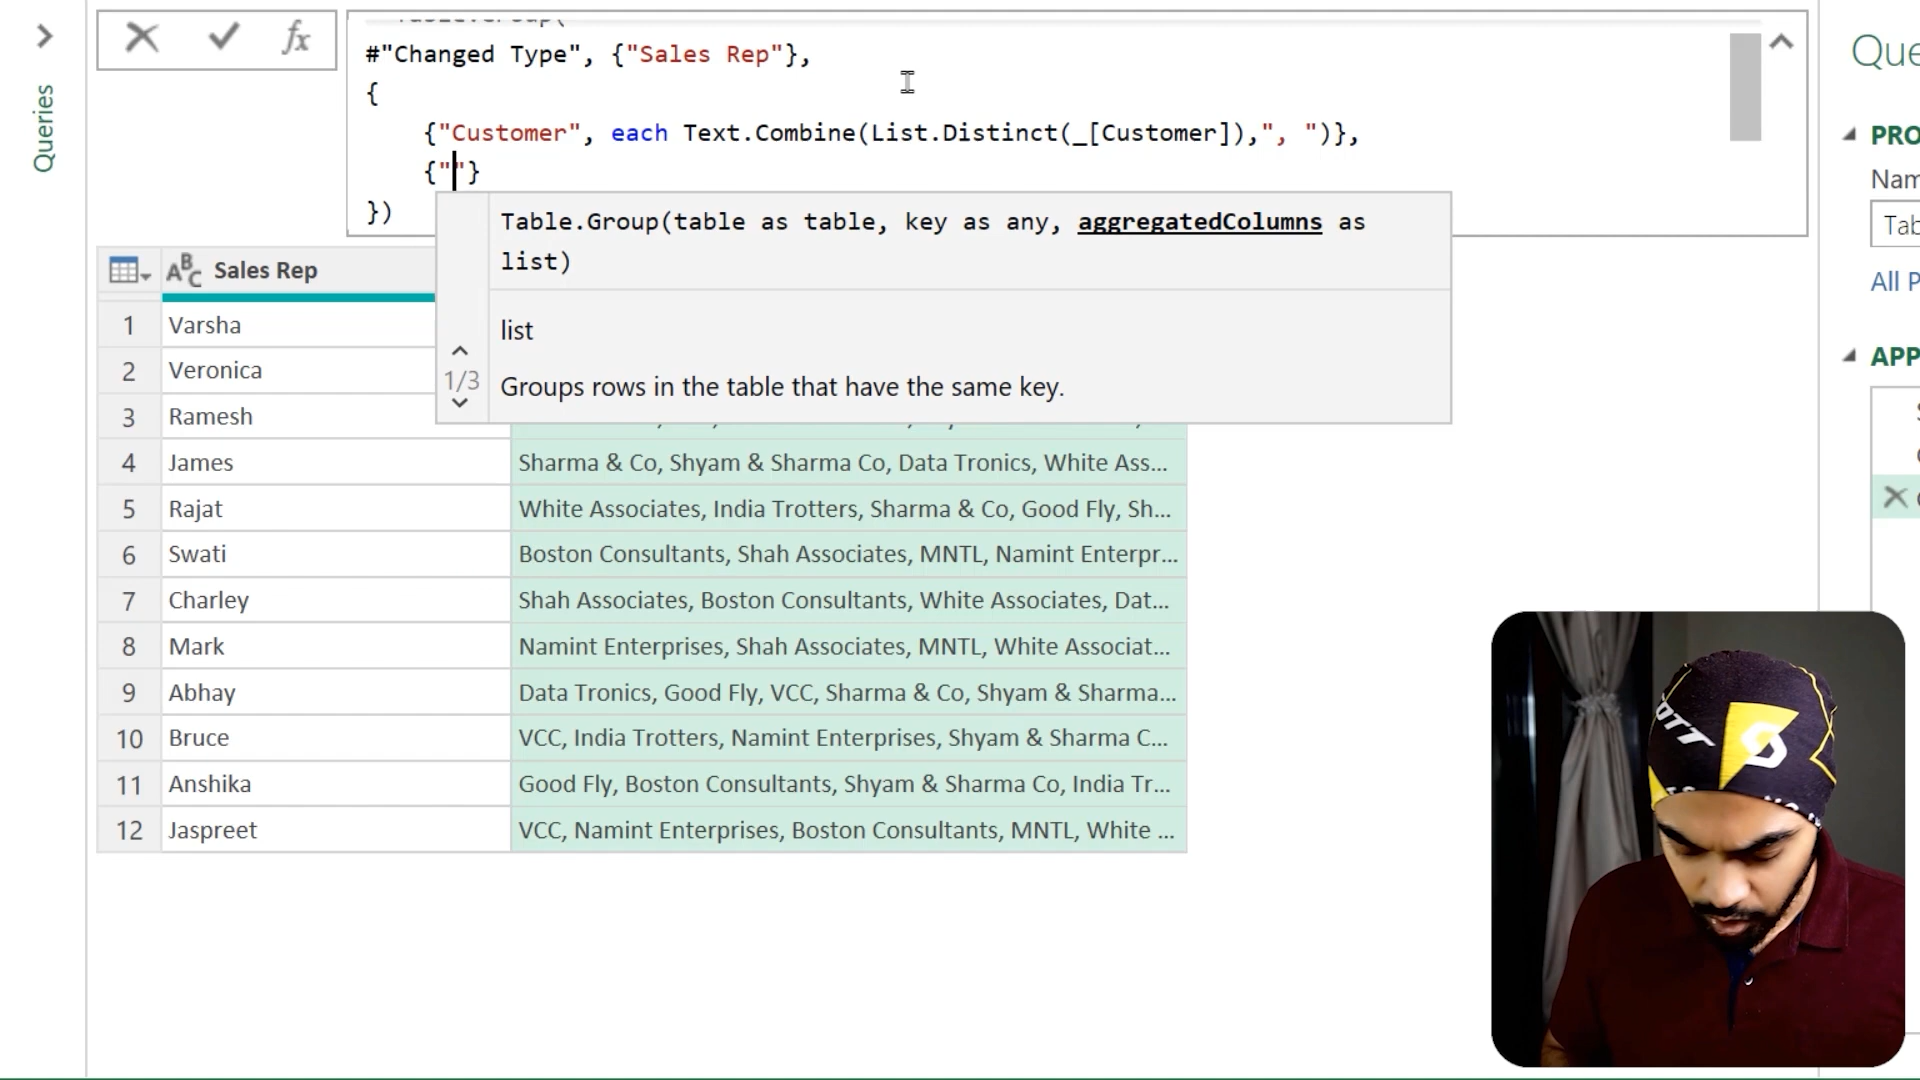 Queries
fx
Table.Group(
#"Changed Type", {"Sales Rep"},
{
{"Customer", each Text.Combine(List.Distinct(_[Customer]),", ")},
{""}
})
Table.Group(table as table, key as any, aggregatedColumns as
list)
list
1/3
Groups rows in the table that have the same key.
ABC Sales Rep
1 Varsha
2 Veronica
3 Ramesh
4 James Sharma & Co, Shyam & Sharma Co, Data Tronics, White Ass...
5 Rajat White Associates, India Trotters, Sharma & Co, Good Fly, Sh...
6 Swati Boston Consultants, Shah Associates, MNTL, Namint Enterpr...
7 Charley Shah Associates, Boston Consultants, White Associates, Dat...
8 Mark Namint Enterprises, Shah Associates, MNTL, White Associat...
9 Abhay Data Tronics, Good Fly, VCC, Sharma & Co, Shyam & Sharma...
10 Bruce VCC, India Trotters, Namint Enterprises, Shyam & Sharma C...
11 Anshika Good Fly, Boston Consultants, Shyam & Sharma Co, India Tr...
12 Jaspreet VCC, Namint Enterprises, Boston Consultants, MNTL, White ...
Que
PRO
Nam
Tab
All P
APP